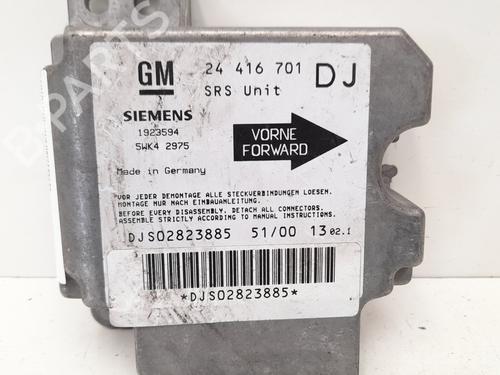 GM 24 416 701 DJ
SRS Unit
SIEMENS
1923594
5WK4 2975
VORNE
FORWARD
Made in Germany
VOR JEDER DEMONTAGE ALLE STECKVERBINDUNGEN LOESEN.
MONTAGE NUR NACH EINBAUANLEITUNG.
BEFORE EVERY DISASSEMBLY, DETACH ALL CONNECTORS.
ASSEMBLE STRICTLY ACCORDING TO MANUAL INSTRUCTIONS.
DJS02823885 51/00 13 02.1
*DJS02823885*